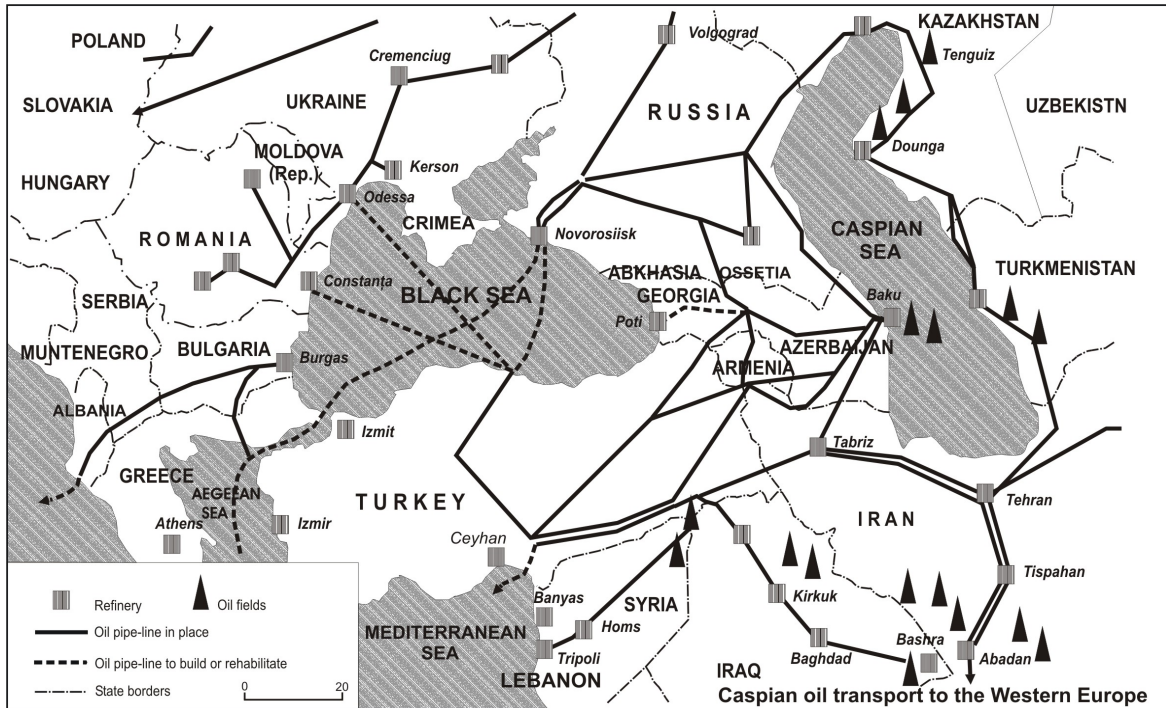 POLAND
KAZAKHSTAN
Volgograd
Tenguiz
Cremenciug
SLOVAKIA
UKRAINE
RUSSIA
UZBEKISTN
Dounga
MOLDOVA
(Rep.)
Kerson
HUNGARY
Odessa
CRIMEA
CASPIAN
SEA
Novorosiisk
ROMANIA
ABKHASIA
OSSETIA
TURKMENISTAN
Constanța
BLACK SEA
GEORGIA
Baku
SERBIA
Poti
MUNTENEGRO
BULGARIA
Burgas
AZERBAIJAN
ARMENIA
ALBANIA
Izmit
Tabriz
GREECE
AEGEEAN
SEA
TURKEY
Tehran
Athens
Izmir
IRAN
Ceyhan
Tispahan
Refinery
Oil fields
Banyas
SYRIA
Kirkuk
Oil pipe-line in place
MEDITERRANEAN
SEA
Homs
Bashra
Baghdad
Abadan
Tripoli
Oil pipe-line to build or rehabilitate
LEBANON
IRAQ
State borders
0 20
Caspian oil transport to the Western Europe